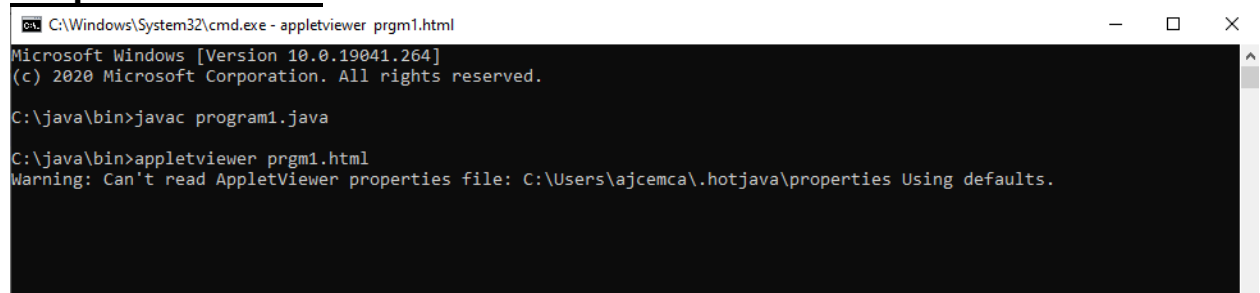 C:\Windows\System32\cmd.exe - appletviewer prgm1.html
Microsoft Windows [Version 10.0.19041.264]
(c) 2020 Microsoft Corporation. All rights reserved.
C:\java\bin>javac program1.java
C:\java\bin>appletviewer prgm1.html
Warning: Can't read AppletViewer properties file: C:\Users\ajcemca\.hotjava\properties Using defaults.